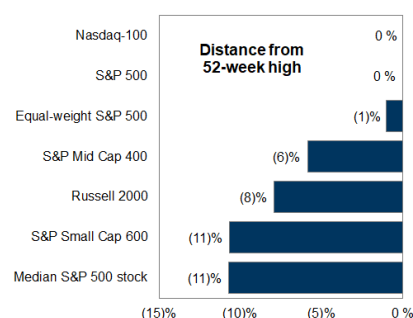 Distance from
52-week high
Nasdaq-100 0 %
S&P 500 0 %
Equal-weight S&P 500 (1)%
S&P Mid Cap 400 (6)%
Russell 2000 (8)%
S&P Small Cap 600 (11)%
Median S&P 500 stock (11)%
(15)% (10)% (5)% 0 %